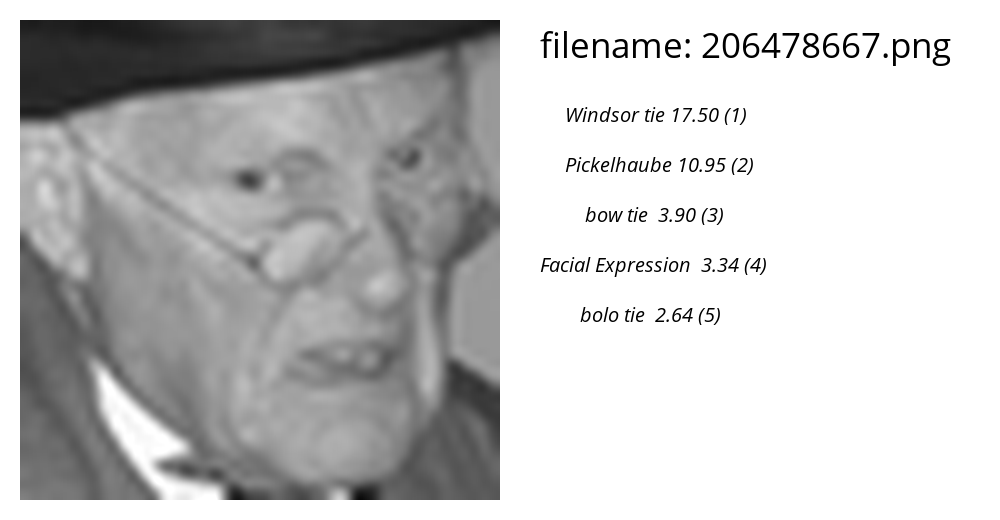 filename: 206478667.png
Windsor tie 17.50 (1)
Pickelhaube 10.95 (2)
bow tie 3.90 (3)
Facial Expression 3.34 (4)
bolo tie 2.64 (5)